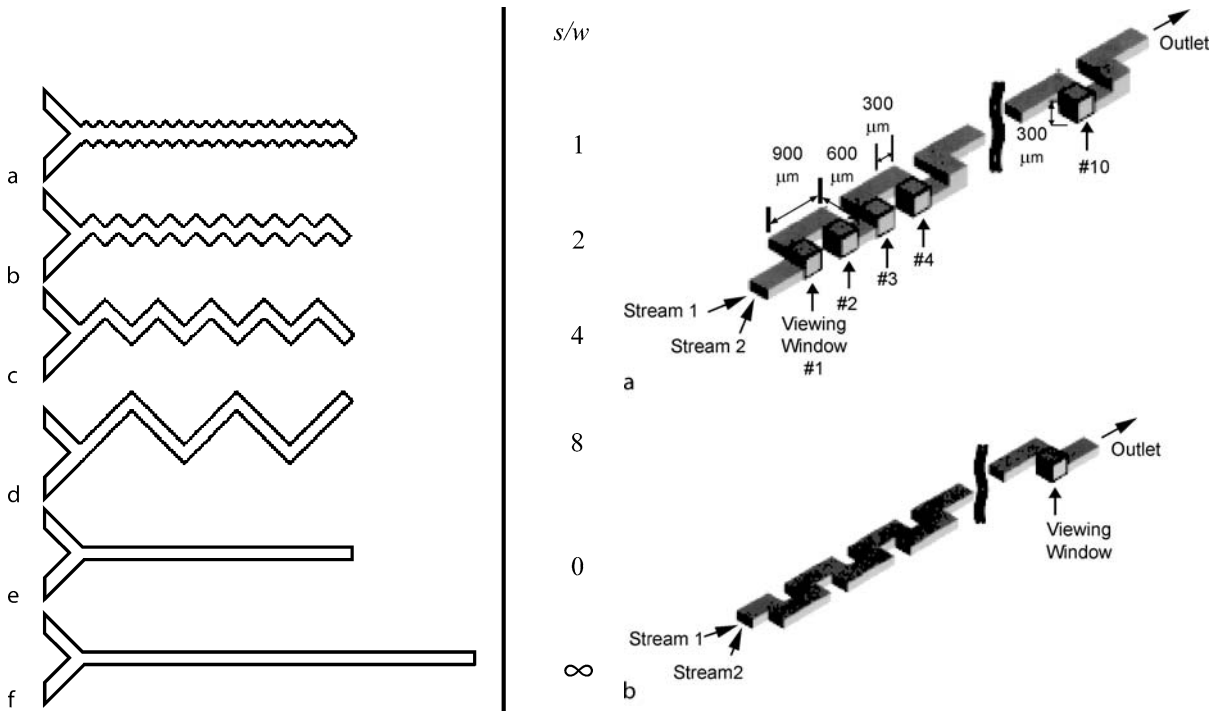 s/w
a
1
b
2
c
4
d
8
e
0
f
∞
Outlet
300
μm
900
μm
600
μm
300
μm
#10
#4
#3
#2
Stream 1
Stream 2
Viewing
Window
#1
a
Outlet
Viewing
Window
Stream 1
Stream2
b